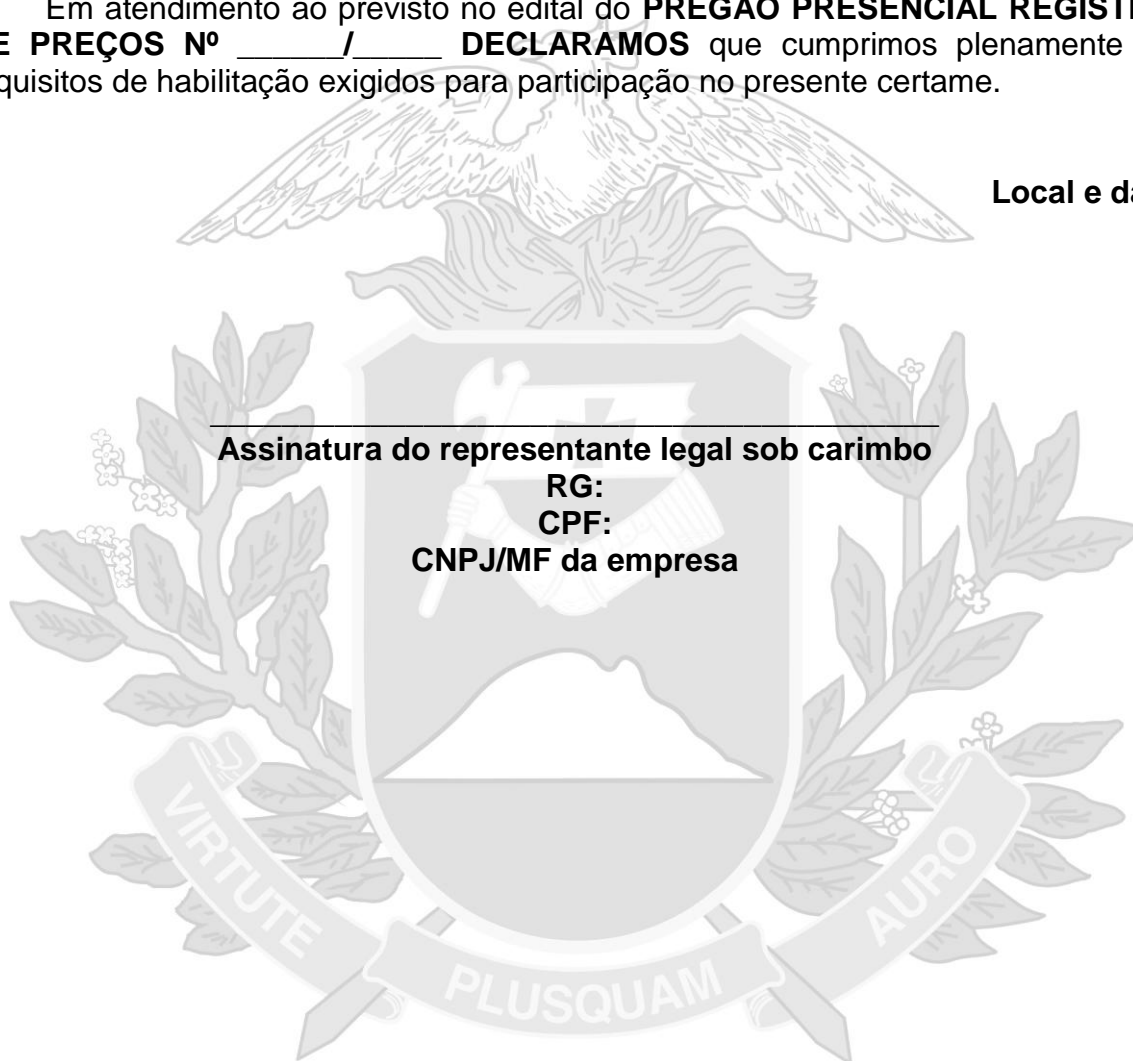 Em atendimento ao previsto no edital do PREGÃO PRESENCIAL REGIST
E PREÇOS Nº ______/_____ DECLARAMOS que cumprimos plenamente
quisitos de habilitação exigidos para participação no presente certame.
Local e da
Assinatura do representante legal sob carimbo
RG:
CPF:
CNPJ/MF da empresa
VIRTUTE
PLUSQUAM
AURO